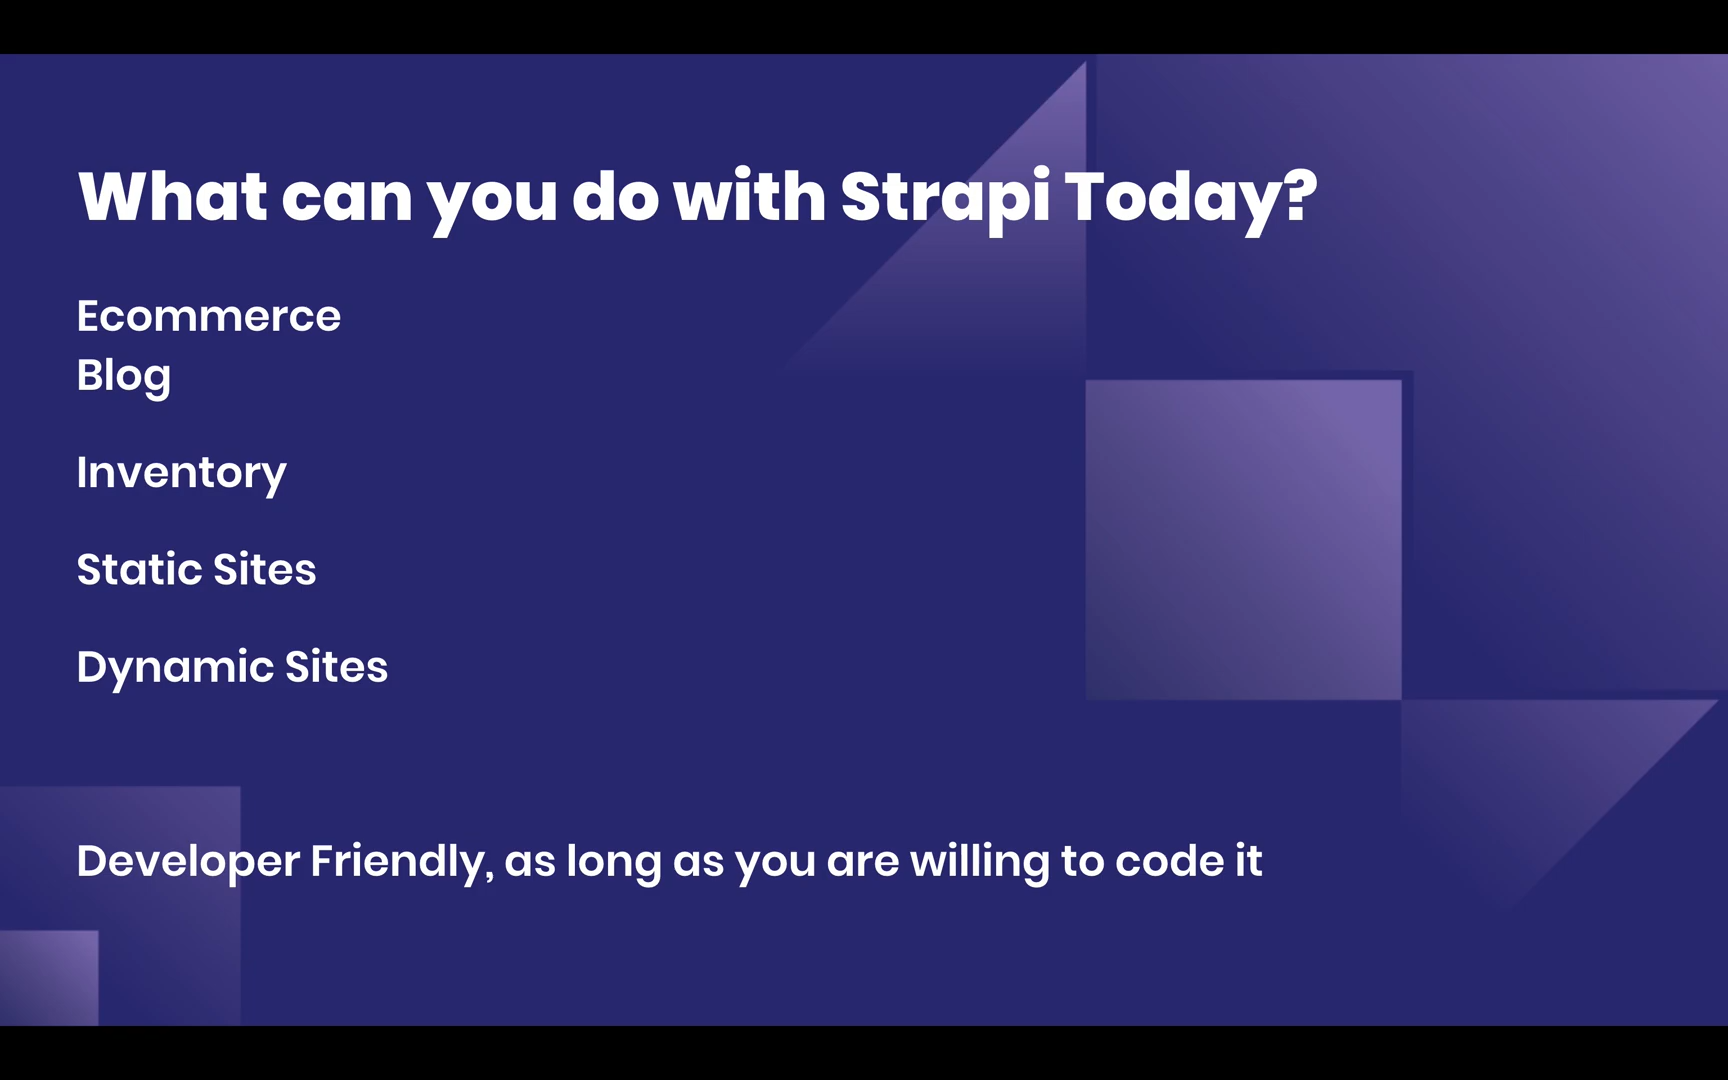 What can you do with Strapi Today?
Ecommerce
Blog
Inventory
Static Sites
Dynamic Sites
Developer Friendly, as long as you are willing to code it